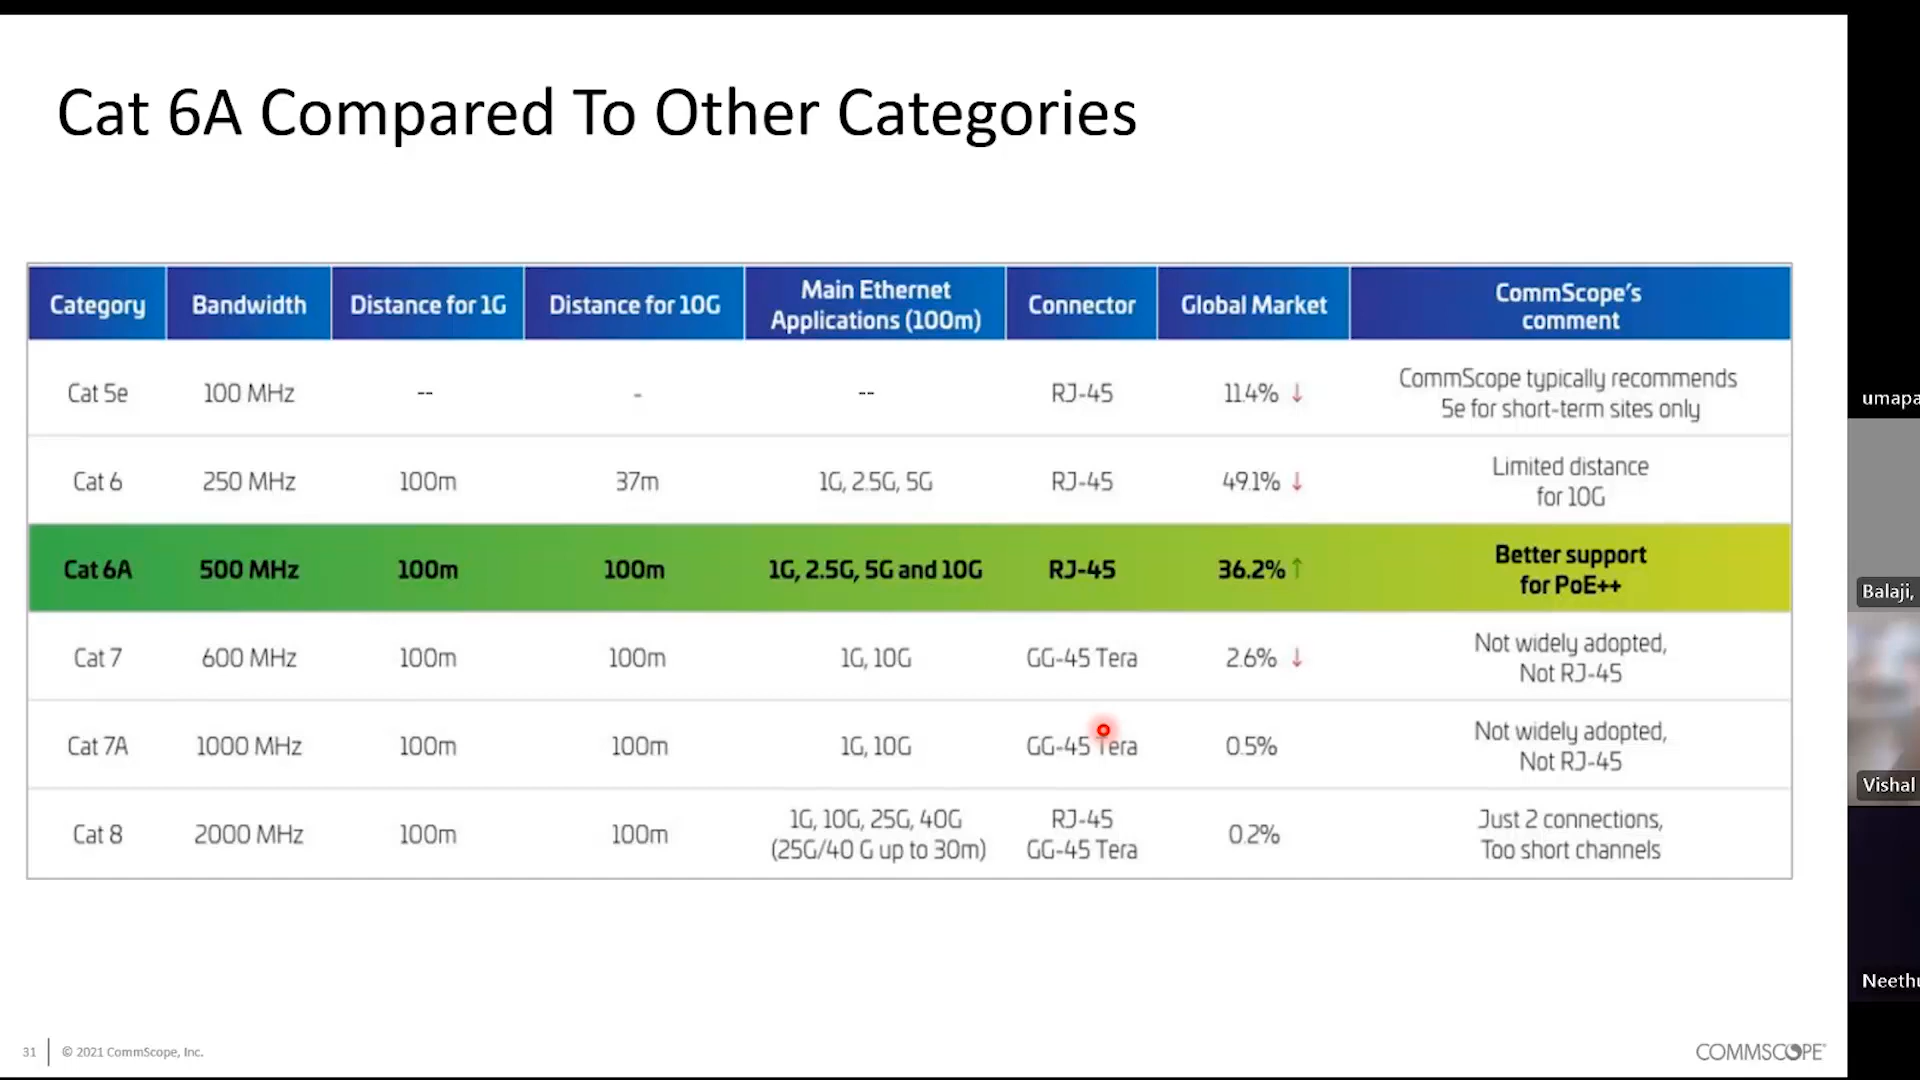 Cat 6A Compared To Other Categories
Category Bandwidth Distance for 1G Distance for 10G Main Ethernet Applications (100m) Connector Global Market CommScope's comment
Cat 5e 100 MHz -- - -- RJ-45 11.4% ↓ CommScope typically recommends 5e for short-term sites only
Cat 6 250 MHz 100m 37m 1G, 2.5G, 5G RJ-45 49.1% ↓ Limited distance for 10G
Cat 6A 500 MHz 100m 100m 1G, 2.5G, 5G and 10G RJ-45 36.2% ↑ Better support for PoE++
Cat 7 600 MHz 100m 100m 1G, 10G GG-45 Tera 2.6% ↓ Not widely adopted, Not RJ-45
Cat 7A 1000 MHz 100m 100m 1G, 10G GG-45 Tera 0.5% Not widely adopted, Not RJ-45
Cat 8 2000 MHz 100m 100m 1G, 10G, 25G, 40G (25G/40 G up to 30m) RJ-45 GG-45 Tera 0.2% Just 2 connections, Too short channels
31 © 2021 CommScope, Inc.
COMMSCOPE
umapa
Balaji,
Vishal
Neethu